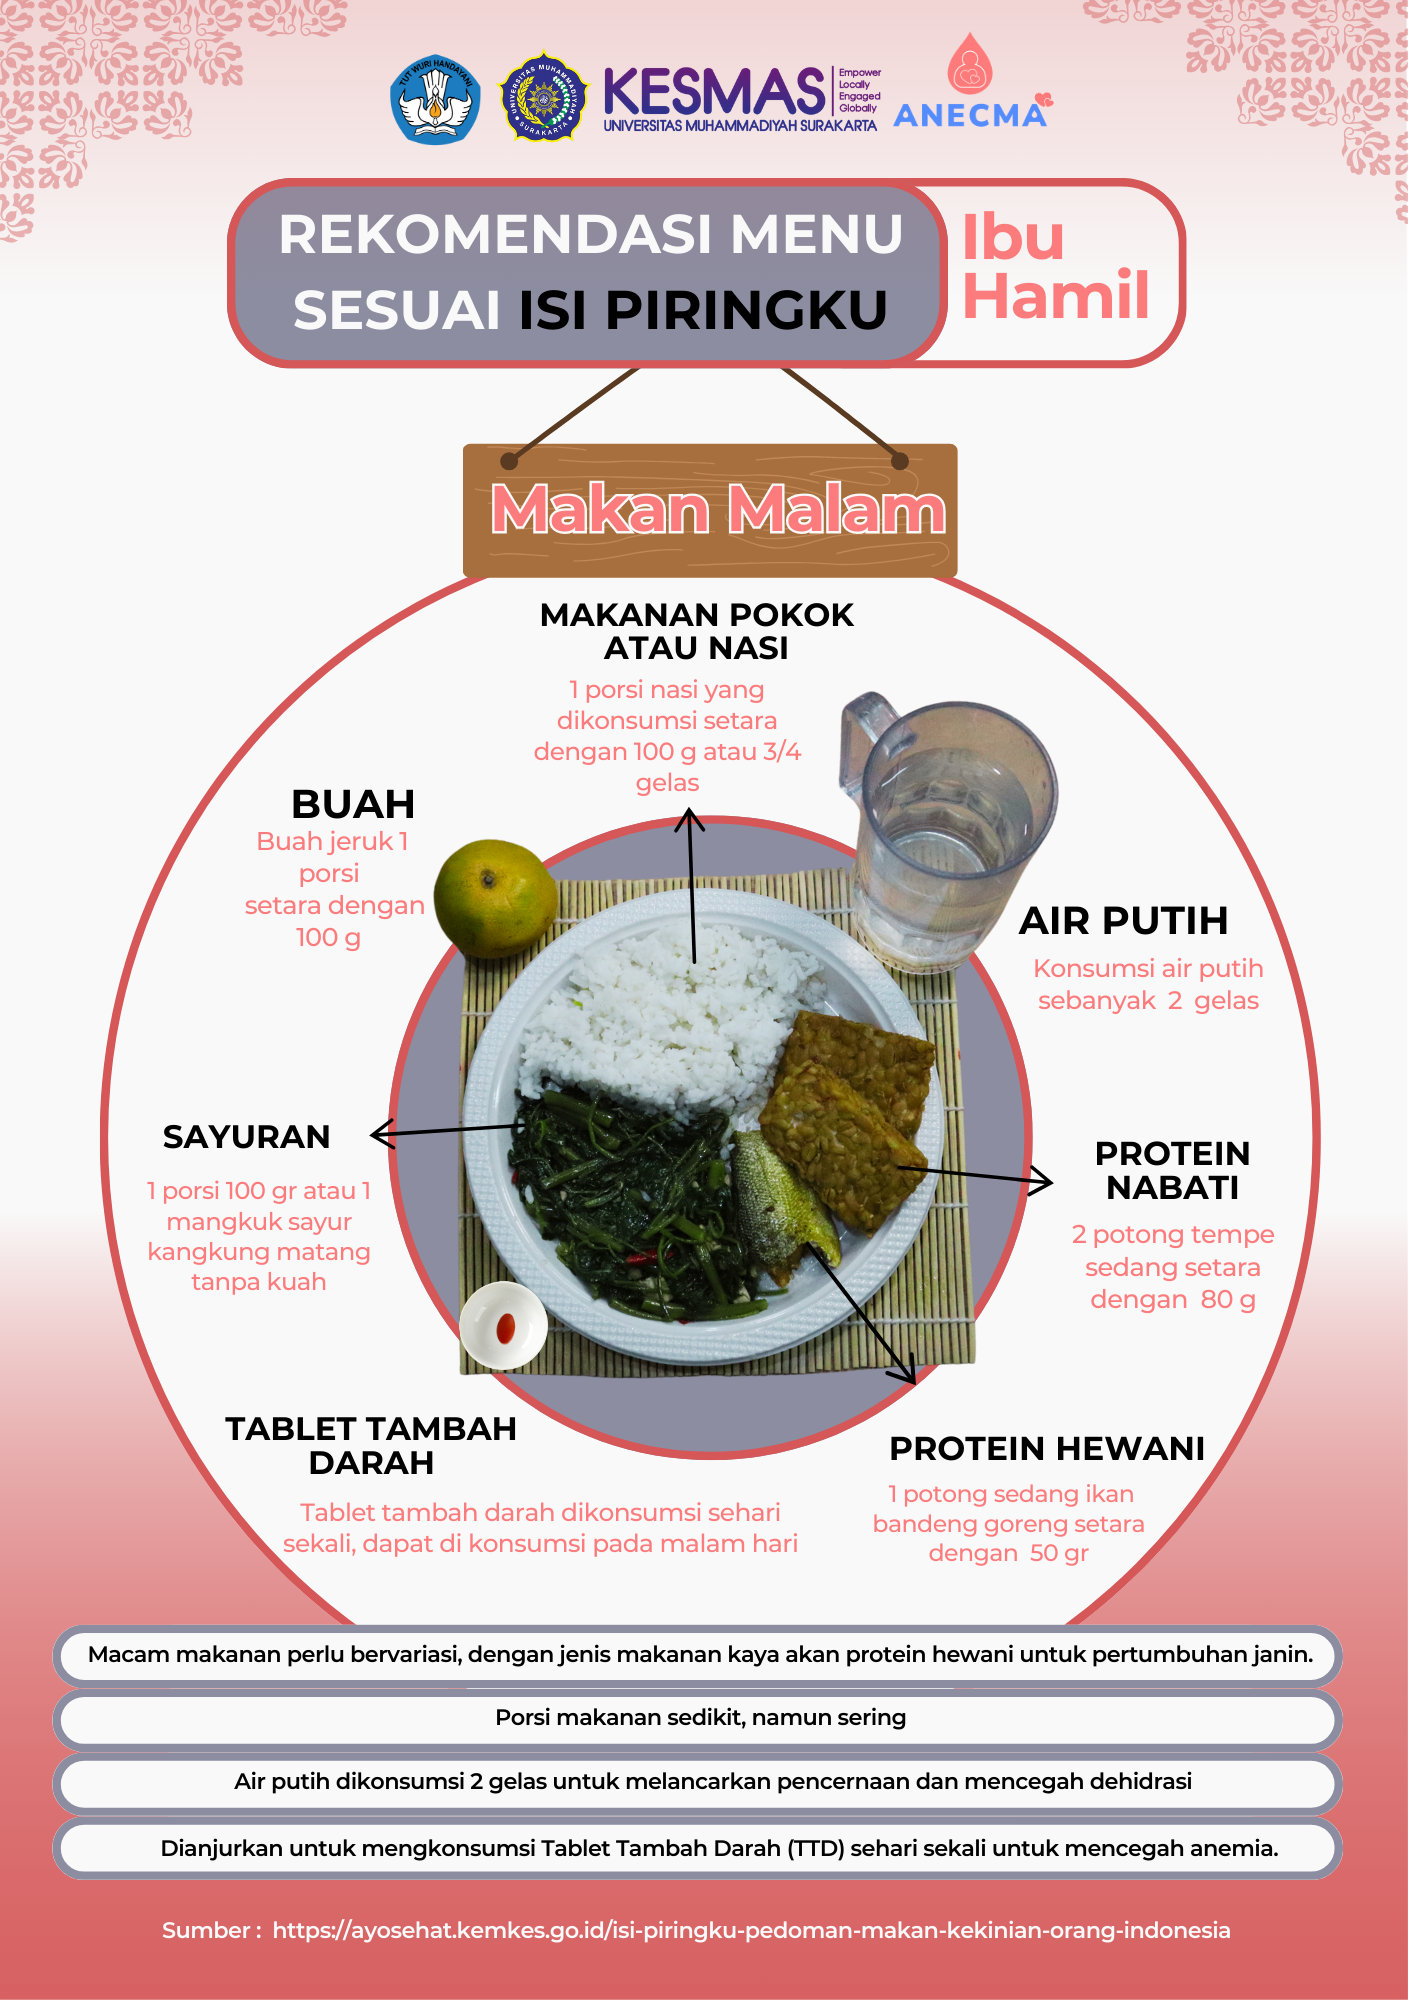 TUT WURI HANDAYANI
UNIVERSITAS MUHAMMADIYAH
SURAKARTA
KESMAS
Empower
Locally
Engaged
Globally
UNIVERSITAS MUHAMMADIYAH SURAKARTA
ANECMA
REKOMENDASI MENU
SESUAI ISI PIRINGKU
Ibu
Hamil
Makan Malam
MAKANAN POKOK
ATAU NASI
1 porsi nasi yang
dikonsumsi setara
dengan 100 g atau 3/4
gelas
BUAH
Buah jeruk 1
porsi
setara dengan
100 g
AIR PUTIH
Konsumsi air putih
sebanyak 2 gelas
SAYURAN
1 porsi 100 gr atau 1
mangkuk sayur
kangkung matang
tanpa kuah
PROTEIN
NABATI
2 potong tempe
sedang setara
dengan 80 g
TABLET TAMBAH
DARAH
Tablet tambah darah dikonsumsi sehari
sekali, dapat di konsumsi pada malam hari
PROTEIN HEWANI
1 potong sedang ikan
bandeng goreng setara
dengan 50 gr
Macam makanan perlu bervariasi, dengan jenis makanan kaya akan protein hewani untuk pertumbuhan janin.
Porsi makanan sedikit, namun sering
Air putih dikonsumsi 2 gelas untuk melancarkan pencernaan dan mencegah dehidrasi
Dianjurkan untuk mengkonsumsi Tablet Tambah Darah (TTD) sehari sekali untuk mencegah anemia.
Sumber : https://ayosehat.kemkes.go.id/isi-piringku-pedoman-makan-kekinian-orang-indonesia